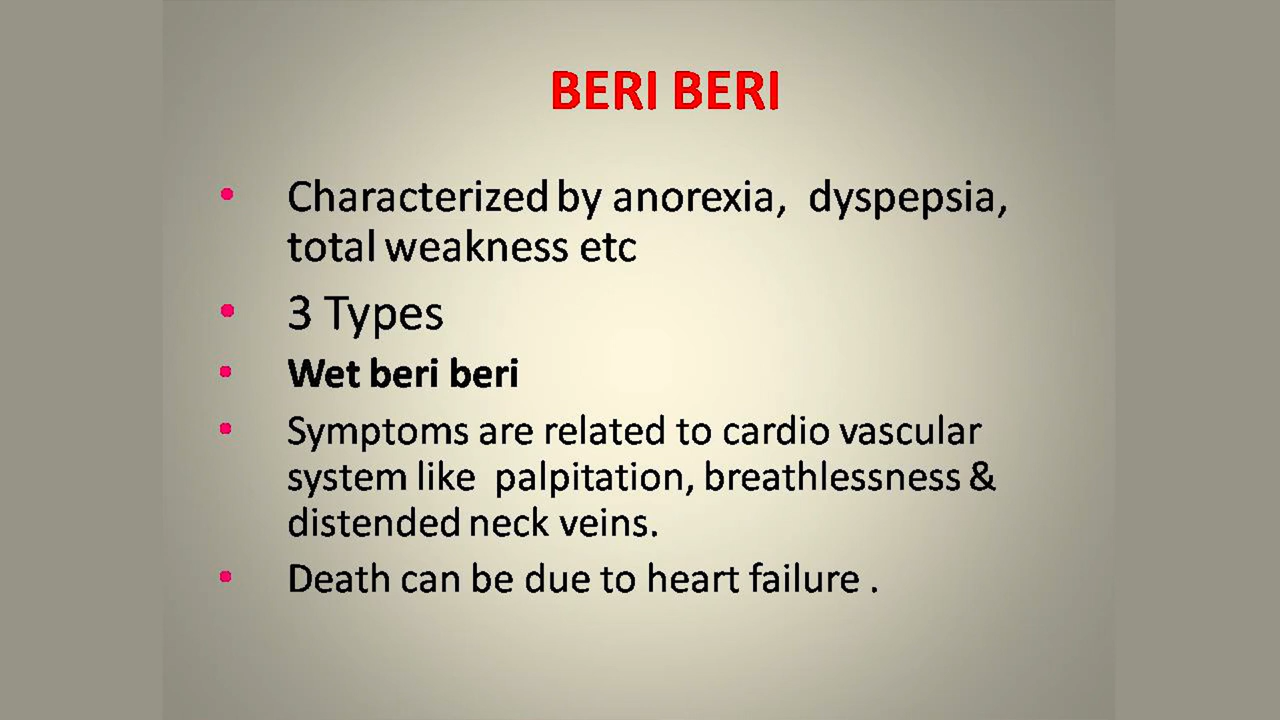 BERI BERI
• Characterized by anorexia, dyspepsia,
total weakness etc
• 3 Types
• Wet beri beri
• Symptoms are related to cardio vascular
system like palpitation, breathlessness &
distended neck veins.
• Death can be due to heart failure .